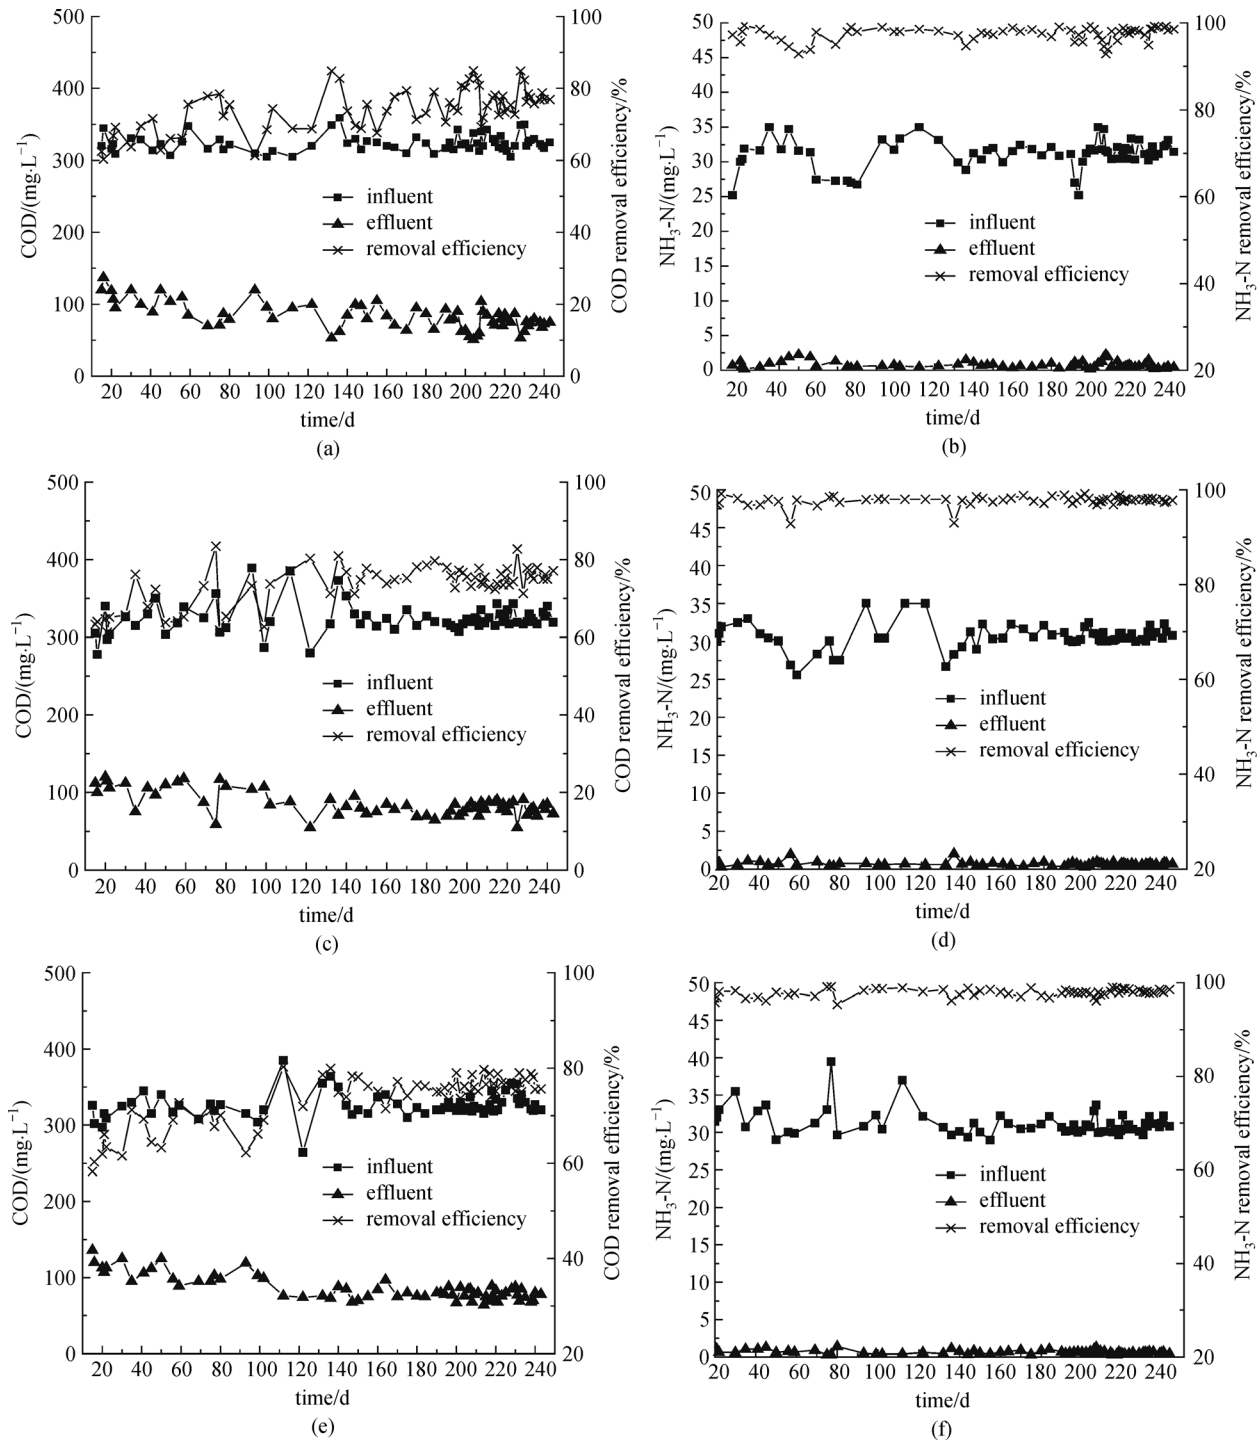 500
400
300
200
100
0
COD/(mg·L⁻¹)
100
80
60
40
20
0
COD removal efficiency/%
influent
effluent
removal efficiency
20 40 60 80 100 120 140 160 180 200 220 240
time/d
(a)
50
45
40
35
30
25
20
15
10
5
0
NH₃-N/(mg·L⁻¹)
100
80
60
40
20
NH₃-N removal efficiency/%
influent
effluent
removal efficiency
20 40 60 80 100 120 140 160 180 200 220 240
time/d
(b)
500
400
300
200
100
0
COD/(mg·L⁻¹)
100
80
60
40
20
0
COD removal efficiency/%
influent
effluent
removal efficiency
20 40 60 80 100 120 140 160 180 200 220 240
time/d
(c)
50
45
40
35
30
25
20
15
10
5
0
NH₃-N/(mg·L⁻¹)
100
80
60
40
20
NH₃-N removal efficiency/%
influent
effluent
removal efficiency
20 40 60 80 100 120 140 160 180 200 220 240
time/d
(d)
500
400
300
200
100
0
COD/(mg·L⁻¹)
100
80
60
40
20
COD removal efficiency/%
influent
effluent
removal efficiency
20 40 60 80 100 120 140 160 180 200 220 240
time/d
(e)
50
45
40
35
30
25
20
15
10
5
0
NH₃-N/(mg·L⁻¹)
100
80
60
40
20
NH₃-N removal efficiency/%
influent
effluent
removal efficiency
20 40 60 80 100 120 140 160 180 200 220 240
time/d
(f)